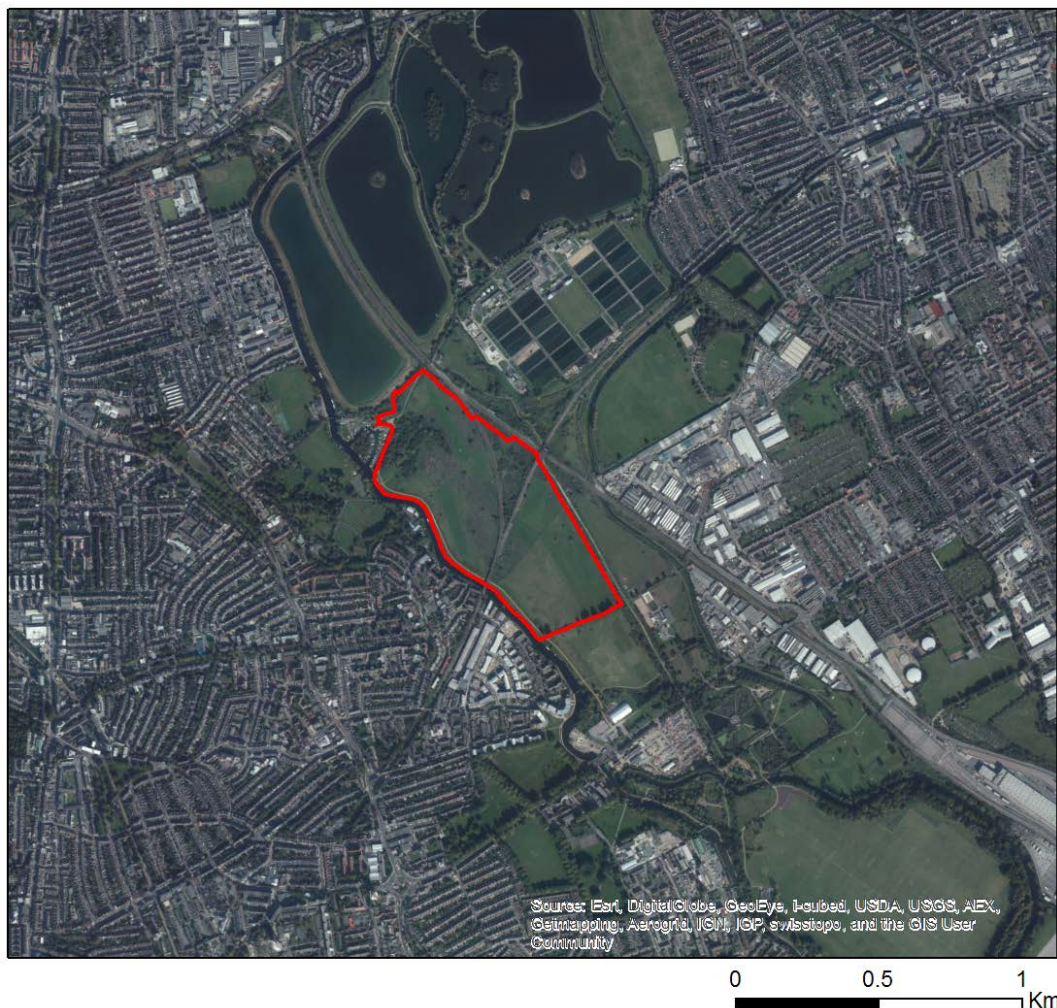 Source: Esri, DigitalGlobe, GeoEye, i-cubed, USDA, USGS, AEX,
Getmapping, Aerogrid, IGN, IGP, swisstopo, and the GIS User
Community
0 0.5 1
Km